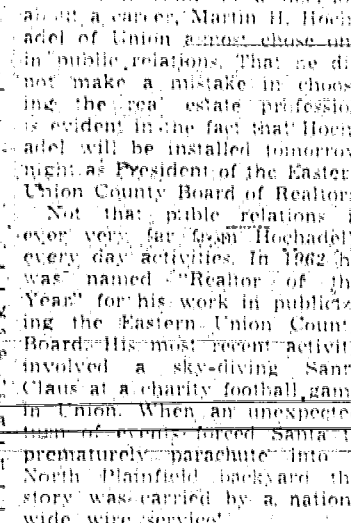 about a career, Martin H. Hoch
adel of Union almost chose on
in public relations. That he di
not make a mistake in choos
ing the real estate professio
is evident in the fact that Hoch
adel will be installed tomorrow
night as President of the Easter
Union County Board of Realtor
Not that public relations i
ever very far from Hochadel'
every day activities. In 1962 h
was named "Realtor of th
Year" for his work in publiciz
ing the Eastern Union Count
Board. His most recent activit
involved a sky-diving Sant
Claus at a charity football gam
in Union. When an unexpecte
turn of events forced Santa t
prematurely parachute into
North Plainfield backyard th
story was carried by a nation
wide wire service